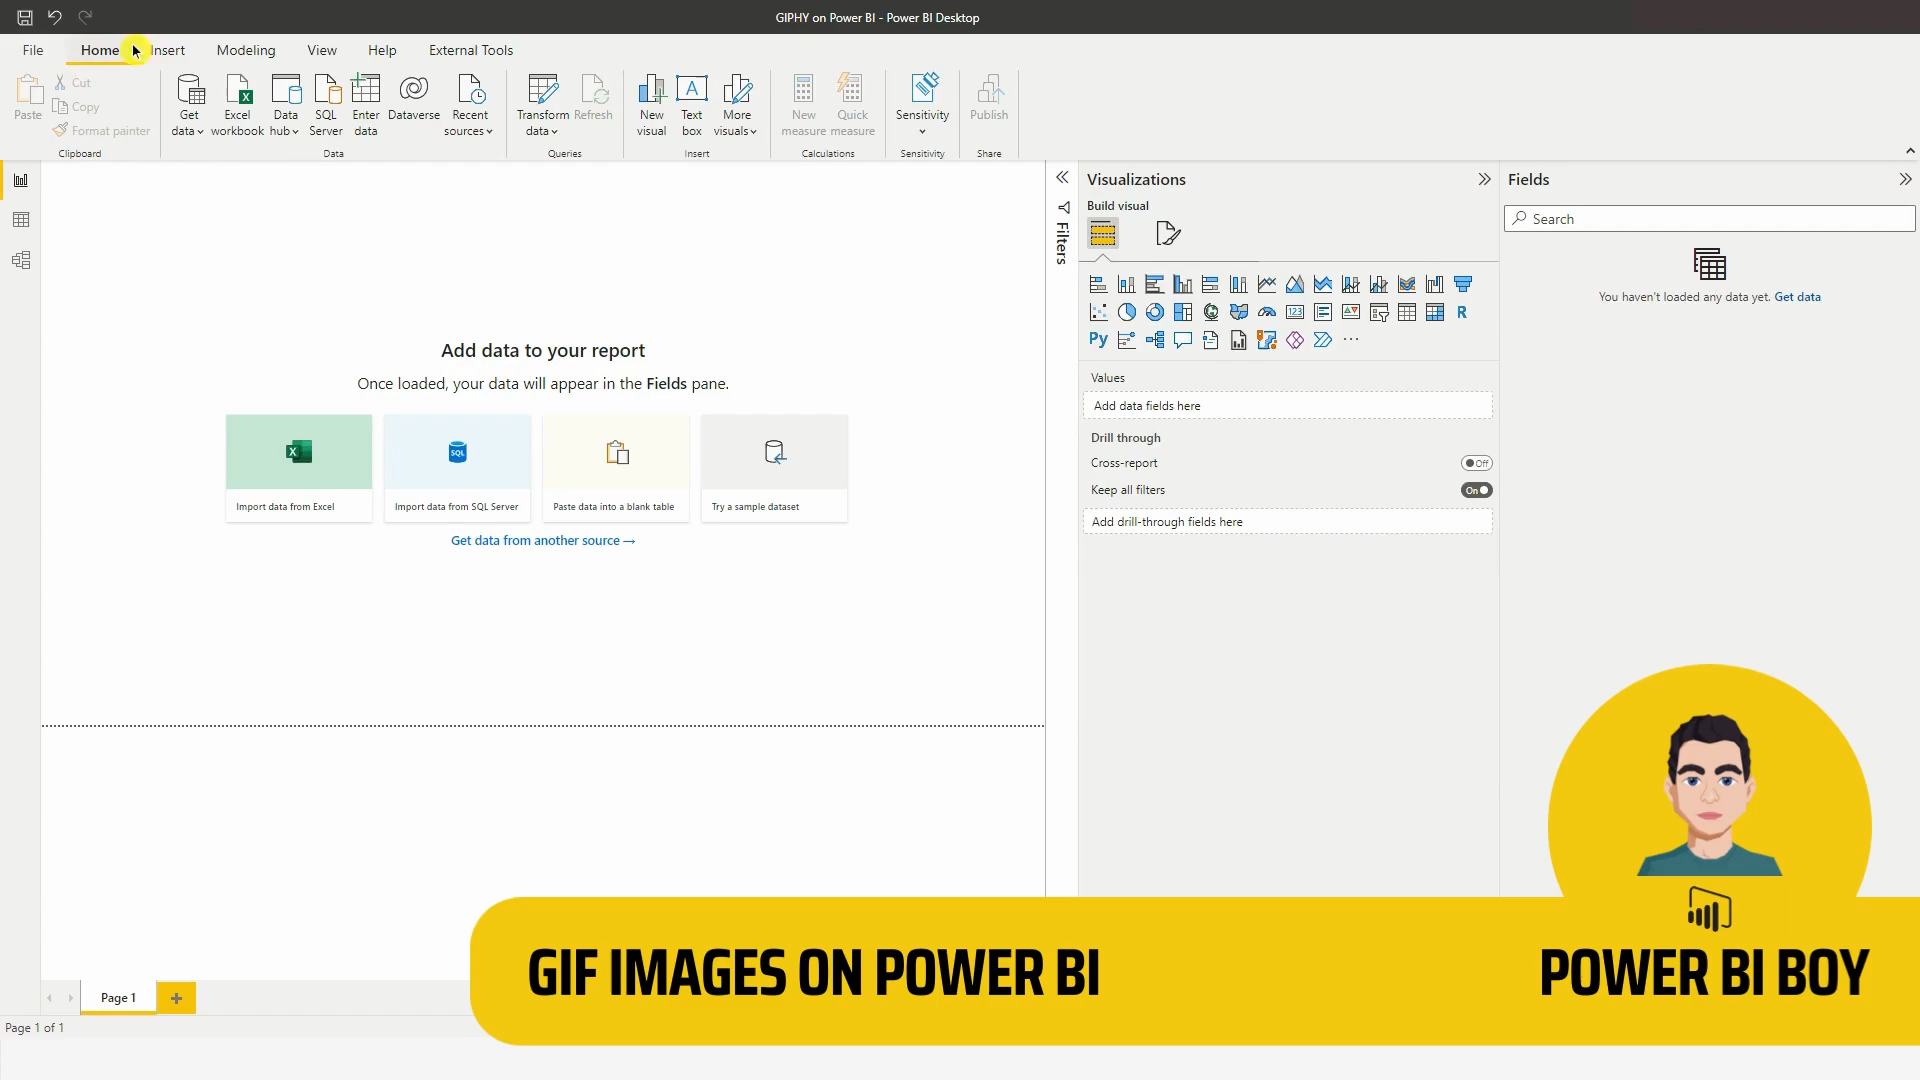 GIPHY on Power BI - Power BI Desktop
File Home Insert Modeling View Help External Tools
Paste
Cut
Copy
Format painter
Clipboard
Get data
Excel workbook
Data hub
SQL Server
Enter data
Dataverse
Recent sources
Data
Transform data
Refresh
Queries
New visual
Text box
More visuals
Insert
New measure
Quick measure
Calculations
Sensitivity
Sensitivity
Publish
Share
Add data to your report
Once loaded, your data will appear in the Fields pane.
X
SQL
Import data from Excel
Import data from SQL Server
Paste data into a blank table
Try a sample dataset
Get data from another source →
Filters
Visualizations
Build visual
123
R
Py
Values
Add data fields here
Drill through
Cross-report
Off
Keep all filters
On
Add drill-through fields here
Fields
Search
You haven't loaded any data yet. Get data
GIF IMAGES ON POWER BI
POWER BI BOY
Page 1
Page 1 of 1